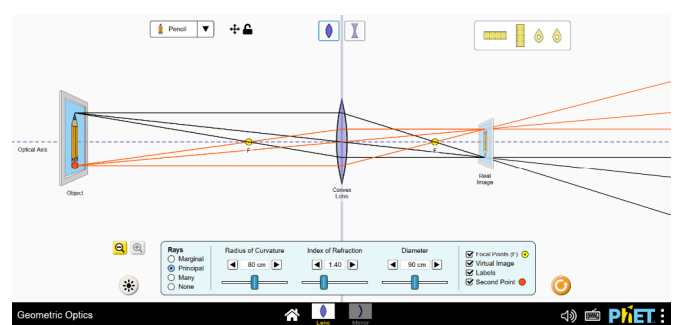 Pencil
Optical Axis
F
F
Object
Convex
Lens
Real
Image
Rays
Marginal
Principal
Many
None
Radius of Curvature
80 cm
Index of Refraction
1.40
Diameter
90 cm
Focal Points (F)
Virtual Image
Labels
Second Point
Geometric Optics
Lens
Mirror
PhET